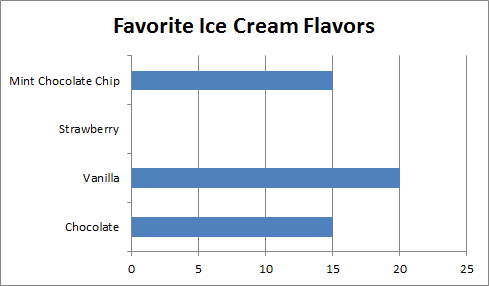 Favorite Ice Cream Flavors
Mint Chocolate Chip
Strawberry
Vanilla
Chocolate
0 5 10 15 20 25